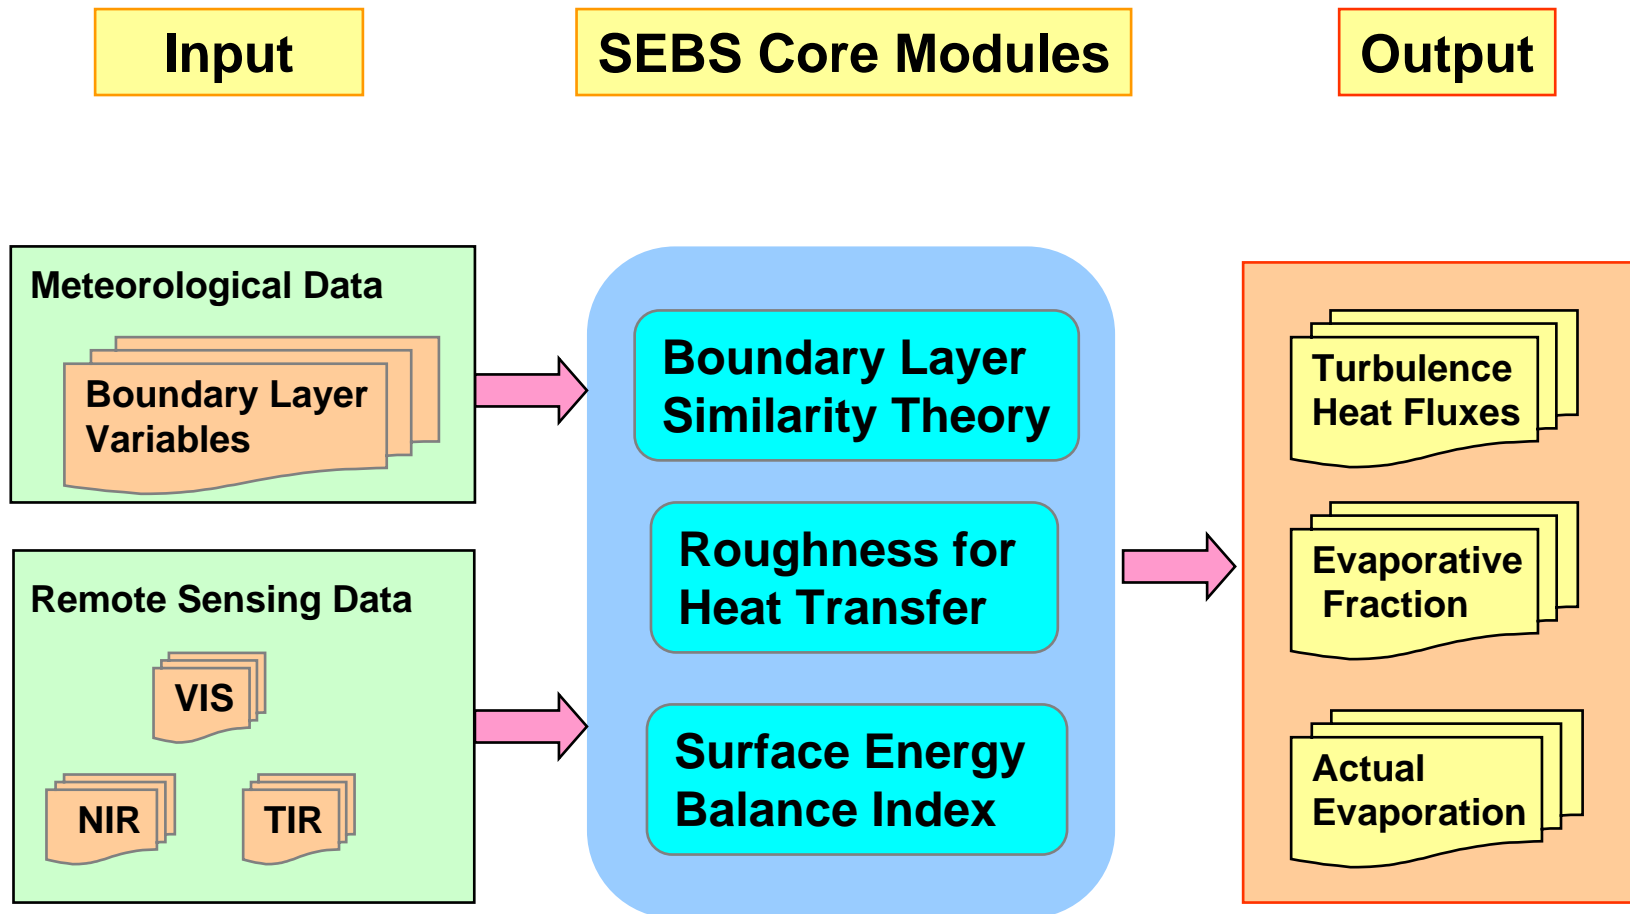 Input
SEBS Core Modules
Output
Meteorological Data
Boundary Layer
Variables
Remote Sensing Data
VIS
NIR
TIR
Boundary Layer
Similarity Theory
Roughness for
Heat Transfer
Surface Energy
Balance Index
Turbulence
Heat Fluxes
Evaporative
Fraction
Actual
Evaporation